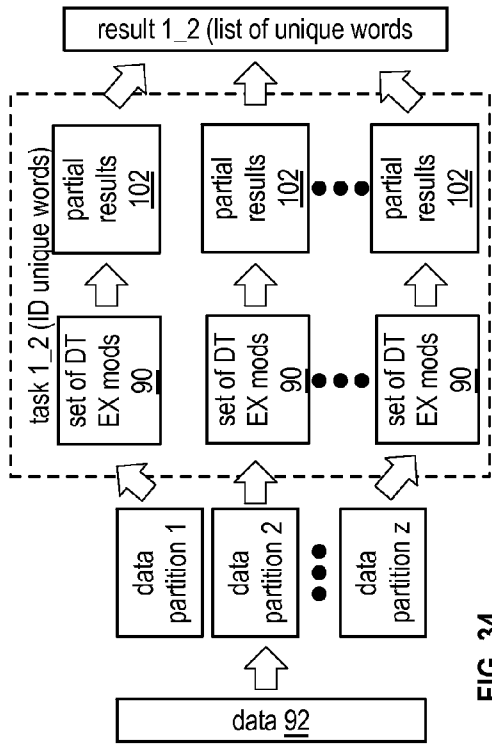 task 1_2 (ID unique words)
data 92
data
partition 1
set of DT
EX mods
90
partial
results
102
data
partition 2
set of DT
EX mods
90
partial
results
102
data
partition z
set of DT
EX mods
90
partial
results
102
result 1_2 (list of unique words
FIG. 34